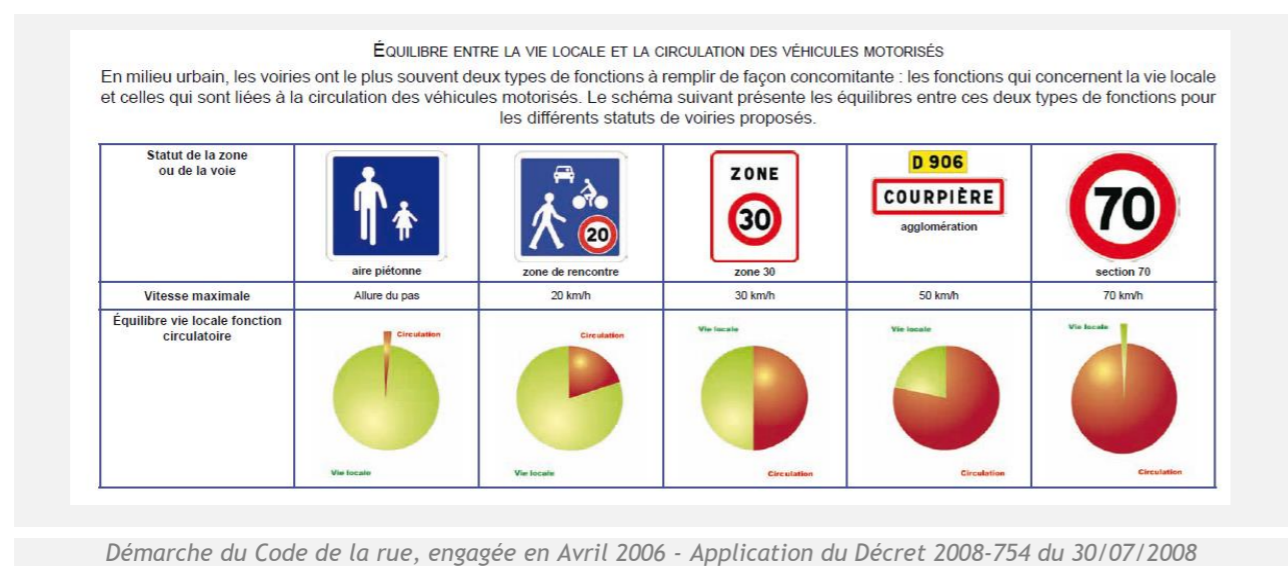 ÉQUILIBRE ENTRE LA VIE LOCALE ET LA CIRCULATION DES VÉHICULES MOTORISÉS
En milieu urbain, les voiries ont le plus souvent deux types de fonctions à remplir de façon concomitante : les fonctions qui concernent la vie locale
et celles qui sont liées à la circulation des véhicules motorisés. Le schéma suivant présente les équilibres entre ces deux types de fonctions pour
les différents statuts de voiries proposés.
Statut de la zone
ou de la voie
20
aire piétonne
zone de rencontre
ZONE
30
zone 30
D 906
COURPIÈRE
agglomération
70
section 70
Vitesse maximale
Allure du pas
20 km/h
30 km/h
50 km/h
70 km/h
Équilibre vie locale fonction
circulatoire
Circulation
Vie locale
Circulation
Vie locale
Vie locale
Circulation
Vie locale
Circulation
Vie locale
Circulation
Démarche du Code de la rue, engagée en Avril 2006 - Application du Décret 2008-754 du 30/07/2008